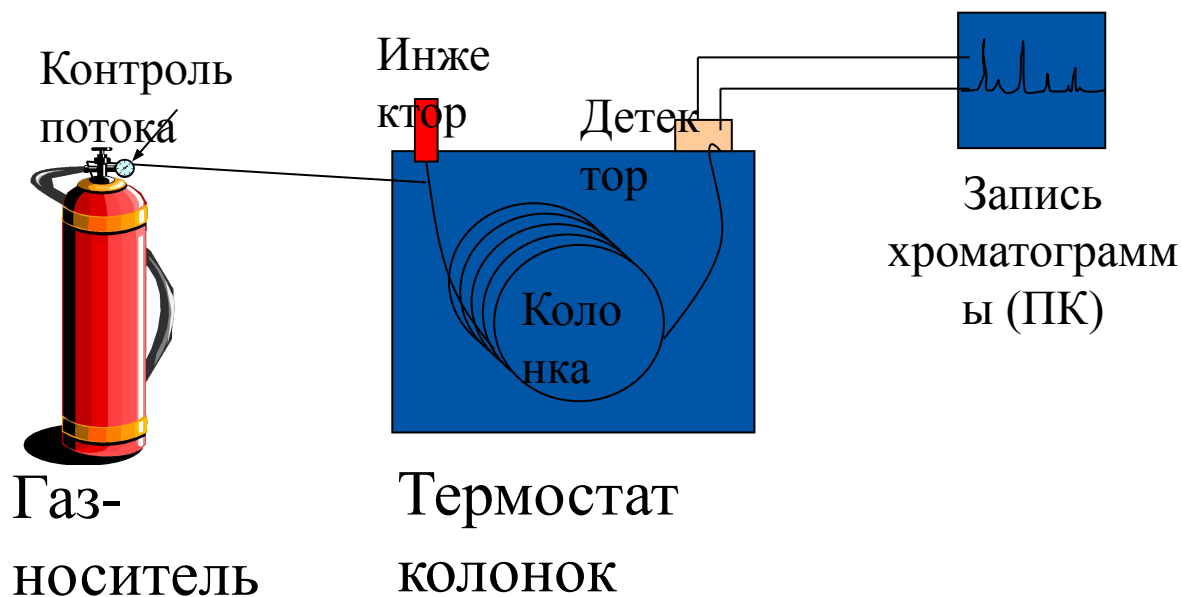 Контроль
потока
Инже
ктор
Детек
тор
Запись
хроматограмм
ы (ПК)
Коло
нка
Газ-
носитель
Термостат
колонок